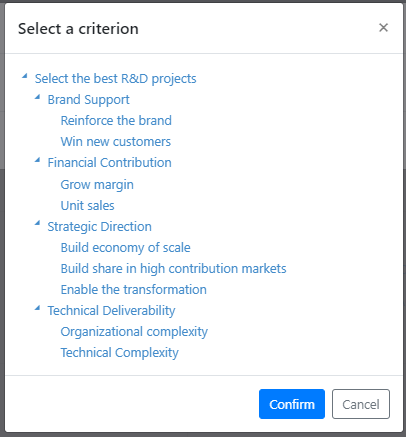 Select a criterion
×
Select the best R&D projects
Brand Support
Reinforce the brand
Win new customers
Financial Contribution
Grow margin
Unit sales
Strategic Direction
Build economy of scale
Build share in high contribution markets
Enable the transformation
Technical Deliverability
Organizational complexity
Technical Complexity
Confirm Cancel